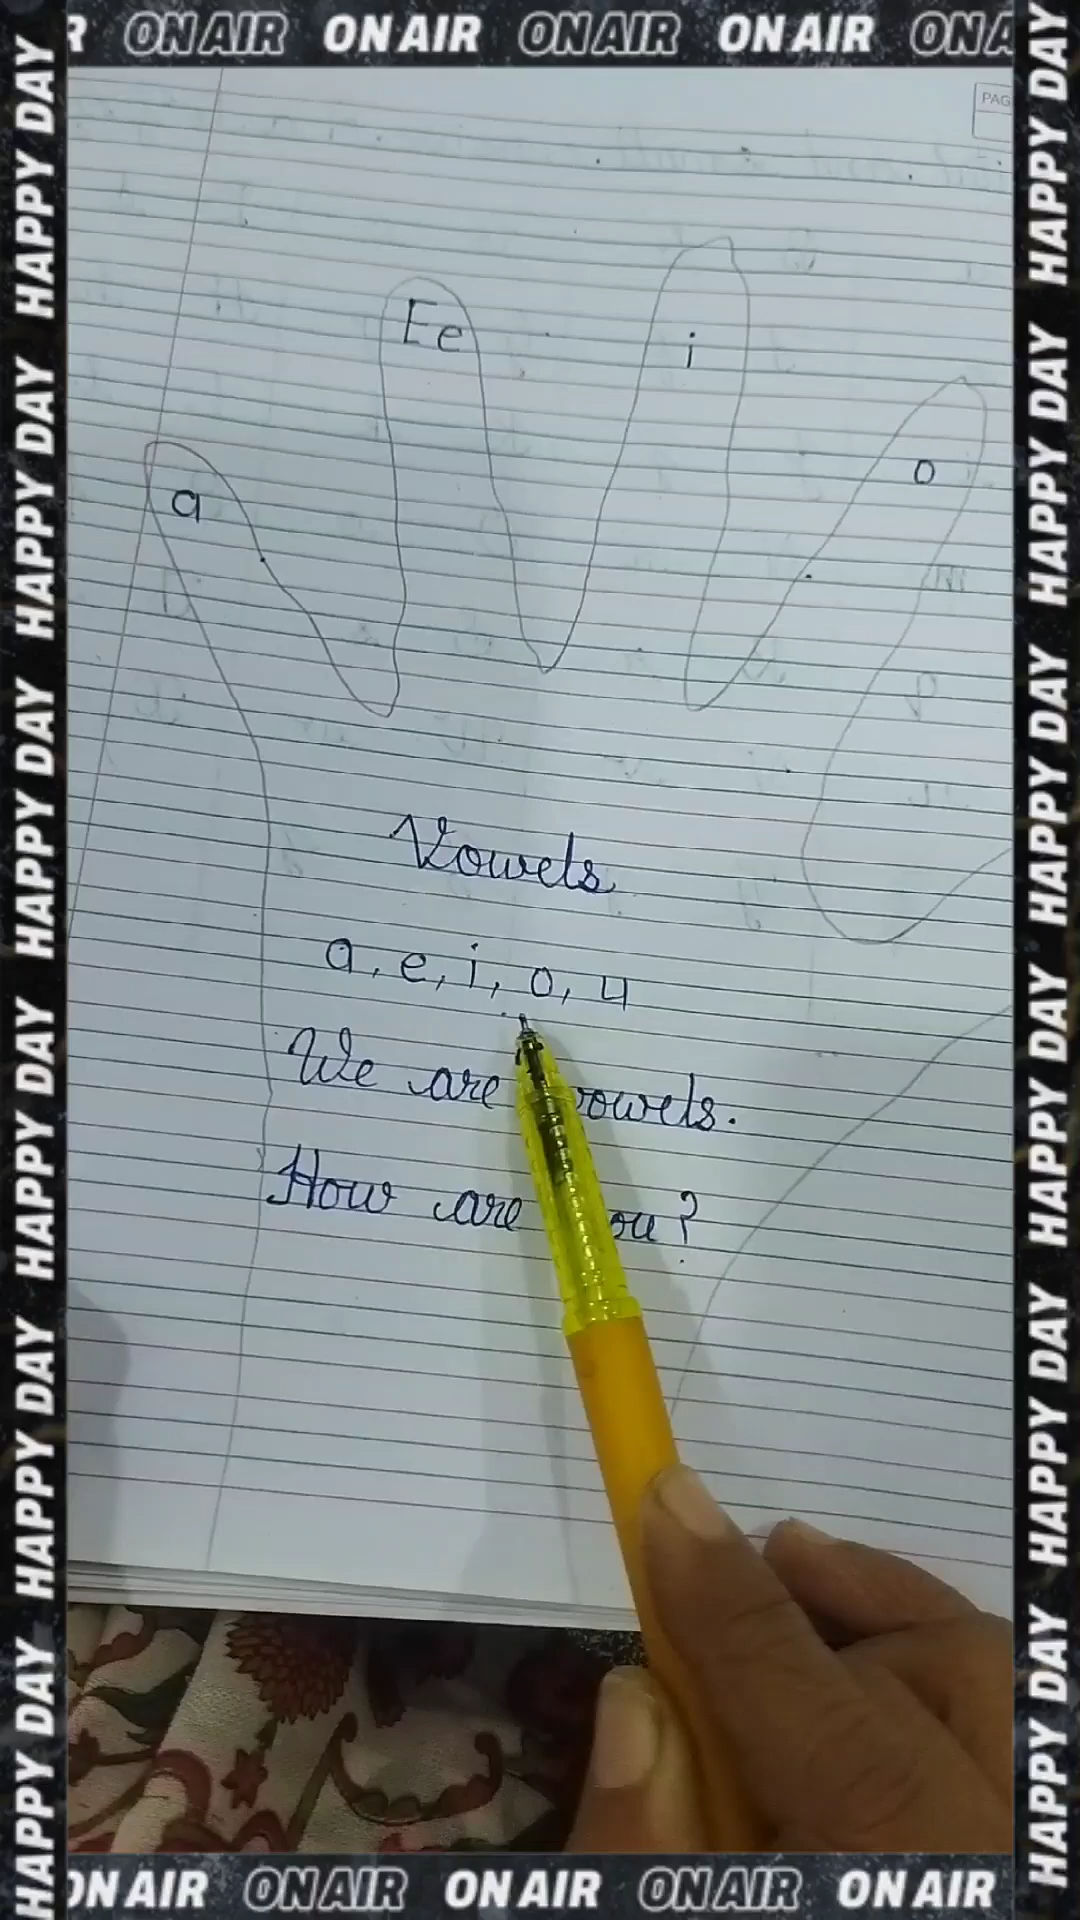 ON AIR ON AIR ON AIR ON AIR
HAPPY DAY HAPPY DAY HAPPY DAY HAPPY DAY HAPPY DAY HAPPY DAY
HAPPY DAY HAPPY DAY HAPPY DAY HAPPY DAY HAPPY DAY HAPPY DAY
PAG
Ee
i
o
a
Vowels
a, e, i, o, u
We are vowels.
How are you?
ON AIR ON AIR ON AIR ON AIR ON AIR